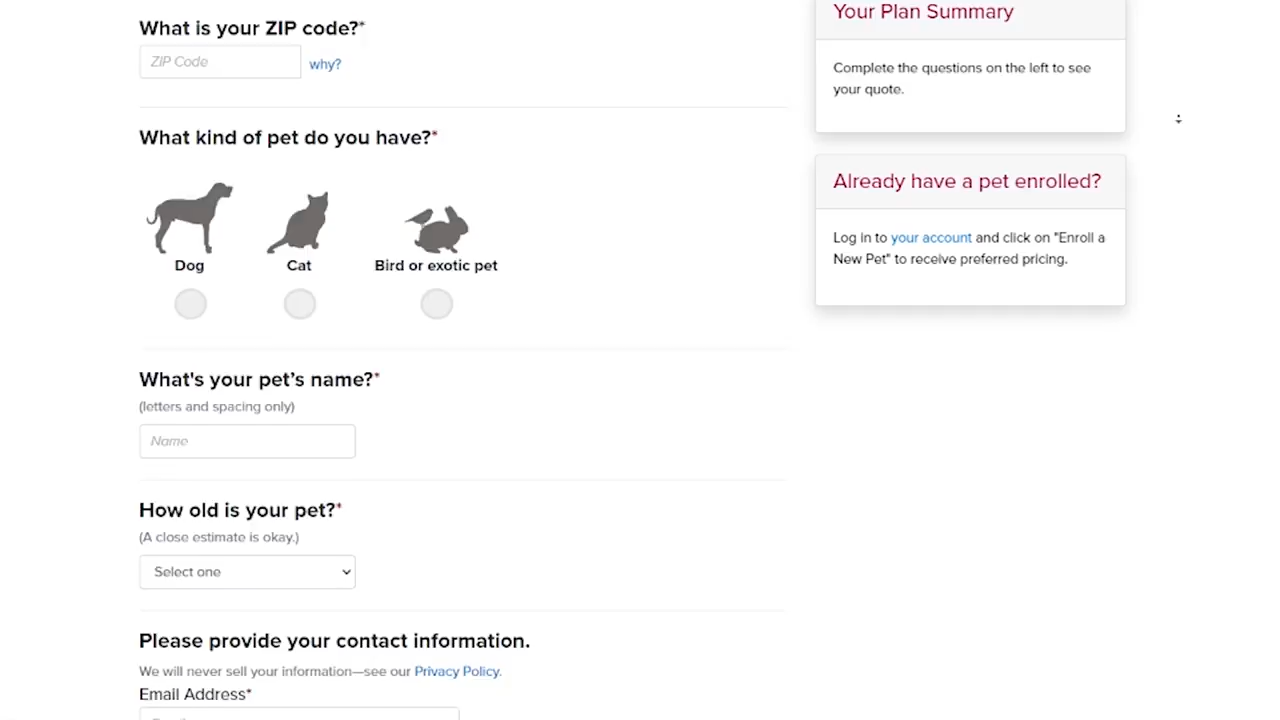 What is your ZIP code?*
ZIP Code
why?
What kind of pet do you have?*
Dog
Cat
Bird or exotic pet
What's your pet’s name?*
(letters and spacing only)
Name
How old is your pet?*
(A close estimate is okay.)
Select one
Please provide your contact information.
We will never sell your information—see our Privacy Policy.
Email Address*
Your Plan Summary
Complete the questions on the left to see
your quote.
Already have a pet enrolled?
Log in to your account and click on "Enroll a
New Pet" to receive preferred pricing.